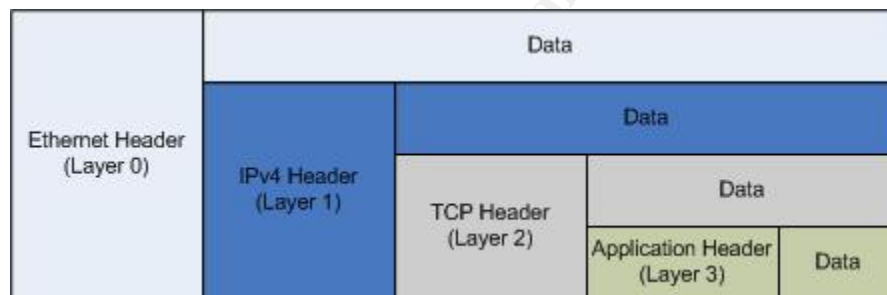 Data
Ethernet Header
(Layer 0)
IPv4 Header
(Layer 1)
Data
TCP Header
(Layer 2)
Data
Application Header
(Layer 3)
Data